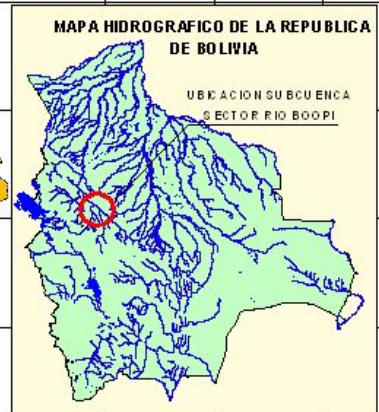 MAPA HIDROGRAFICO DE LA REPUBLICA
DE BOLIVIA
UBICACION SUBCUENCA
SECTOR RIO BOOPI